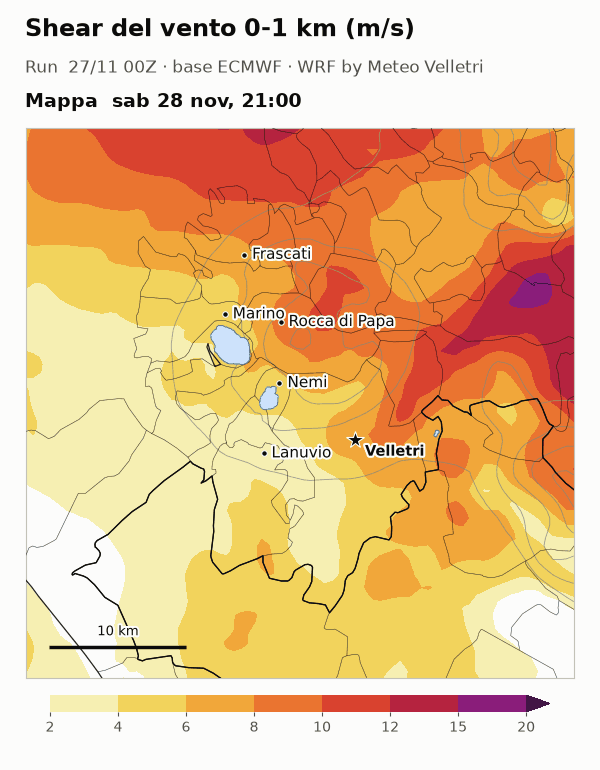 Shear del vento 0-1 km (m/s)
Run  27/11 00Z · base ECMWF · WRF by Meteo Velletri
Mappa  sab 28 nov, 21:00
Frascati
Marino
Rocca di Papa
Nemi
Velletri
Lanuvio
10 km
2 4 6 8 10 12 15 20